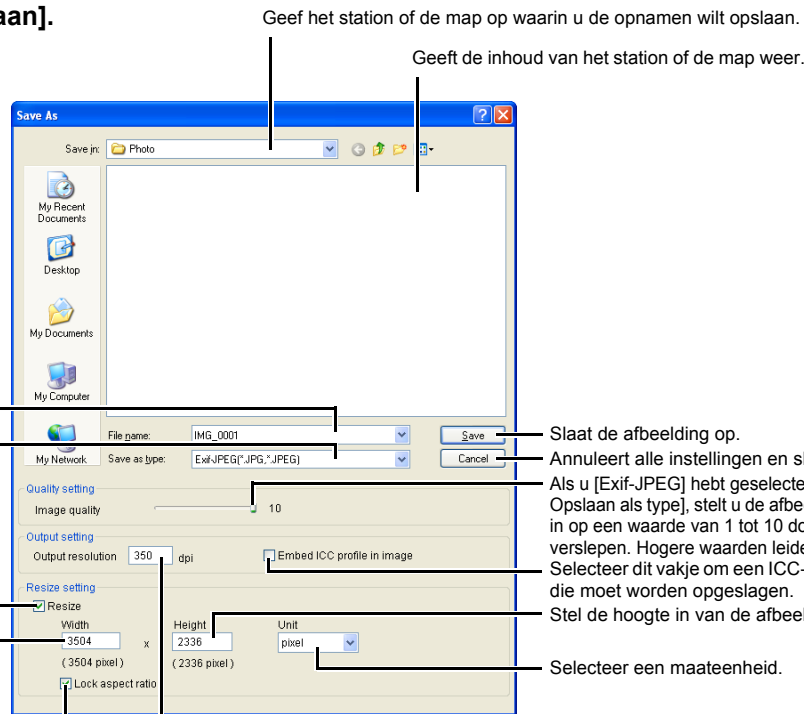 aan].
Geef het station of de map op waarin u de opnamen wilt opslaan.
Geeft de inhoud van het station of de map weer.
Save As
Save in:
Photo
My Recent
Documents
Desktop
My Documents
My Computer
My Network
File name:
IMG_0001
Save
Save as type:
Exif-JPEG(*.JPG,*.JPEG)
Cancel
Slaat de afbeelding op.
Annuleert alle instellingen en sl
Als u [Exif-JPEG] hebt geselecte
Opslaan als type], stelt u de afbe
in op een waarde van 1 tot 10 do
verslepen. Hogere waarden leide
Selecteer dit vakje om een ICC-
die moet worden opgeslagen.
Stel de hoogte in van de afbeel
Selecteer een maateenheid.
Quality setting
Image quality
10
Output setting
Output resolution
350
dpi
Embed ICC profile in image
Resize setting
Resize
Width
Height
Unit
3504
x
2336
pixel
( 3504 pixel )
( 2336 pixel )
Lock aspect ratio